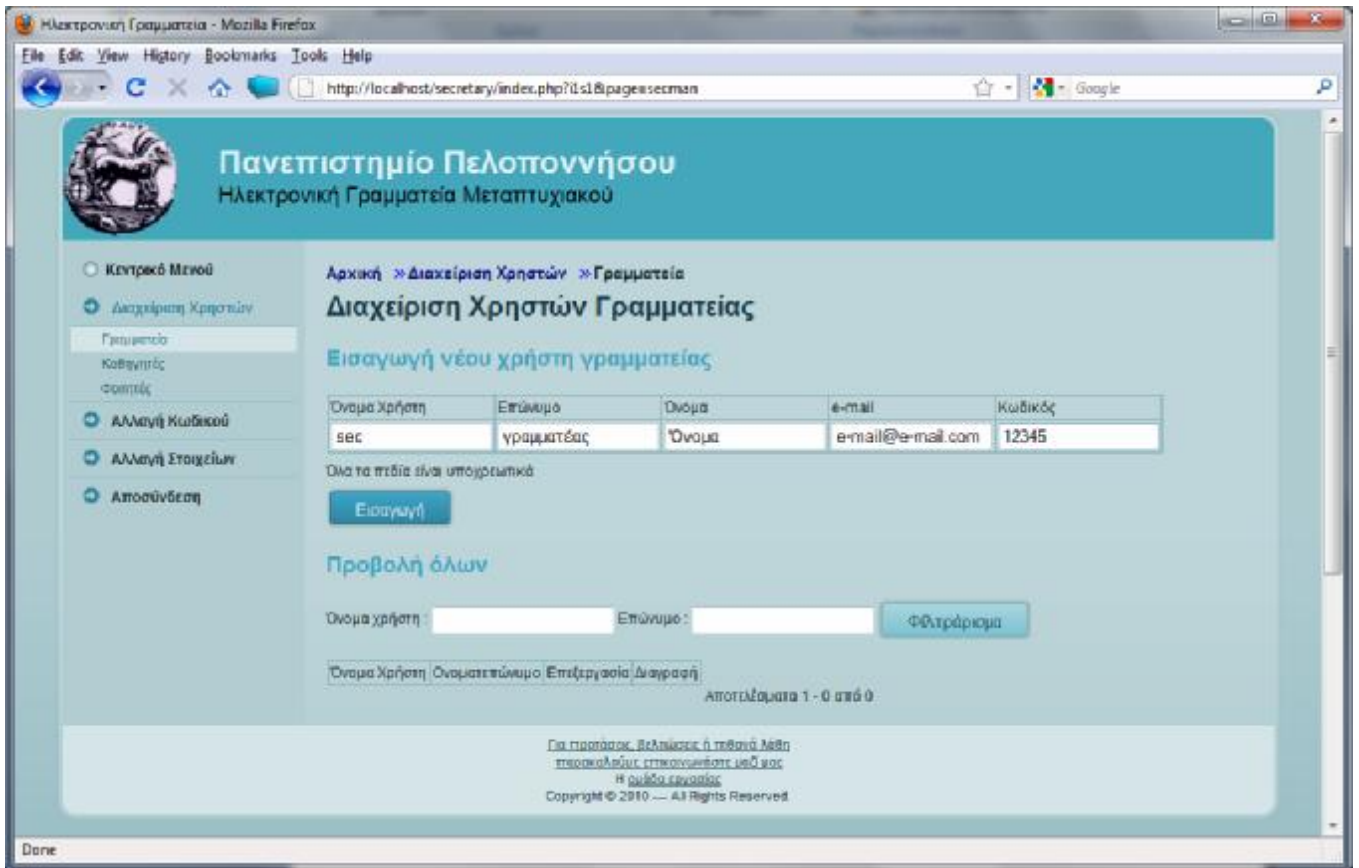 Ηλεκτρονική Γραμματεία - Mozilla Firefox
File Edit View History Bookmarks Tools Help
http://localhost/secretary/index.php?i1s1&page=secman
Google
Πανεπιστημίο Πελοποννήσου
Ηλεκτρονική Γραμματεία Μεταπτυχιακού
Κεντρικό Μενού
Διαχείριση Χρηστών
Γραμματεία
Καθηγητές
Φοιτητές
Αλλαγή Κωδικού
Αλλαγή Στοιχείων
Αποσύνδεση
Αρχική »Διαχείριση Χρηστών »Γραμματεία
Διαχείριση Χρηστών Γραμματείας
Εισαγωγή νέου χρήστη γραμματείας
Όνομα Χρήστη Επώνυμο Όνομα e-mail Κωδικός
sec γραμματέας Όνομα e-mail@e-mail.com 12345
Όλα τα πεδία είναι υποχρεωτικά
Εισαγωγή
Προβολή όλων
Όνομα χρήστη : Επώνυμο : Φιλτράρισμα
Όνομα Χρήστη Ονοματεπώνυμο Επεξεργασία Διαγραφή
Αποτελέσματα 1 - 0 από 0
Για προτάσεις, βελτιώσεις ή πιθανά λάθη
παρακαλούμε επικοινωνήστε μαζί μας
Η ομάδα εργασίας
Copyright © 2010 — All Rights Reserved
Done